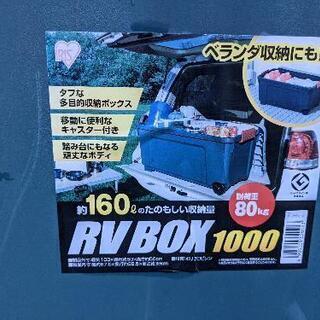 IRIS
ベランダ収納にも!
タフな
多目的収納ボックス
移動に便利な
キャスター付き
踏み台にもなる
頑丈なボディ
耐荷重
80kg
約160ℓのたのもしい収納量
RV BOX 1000